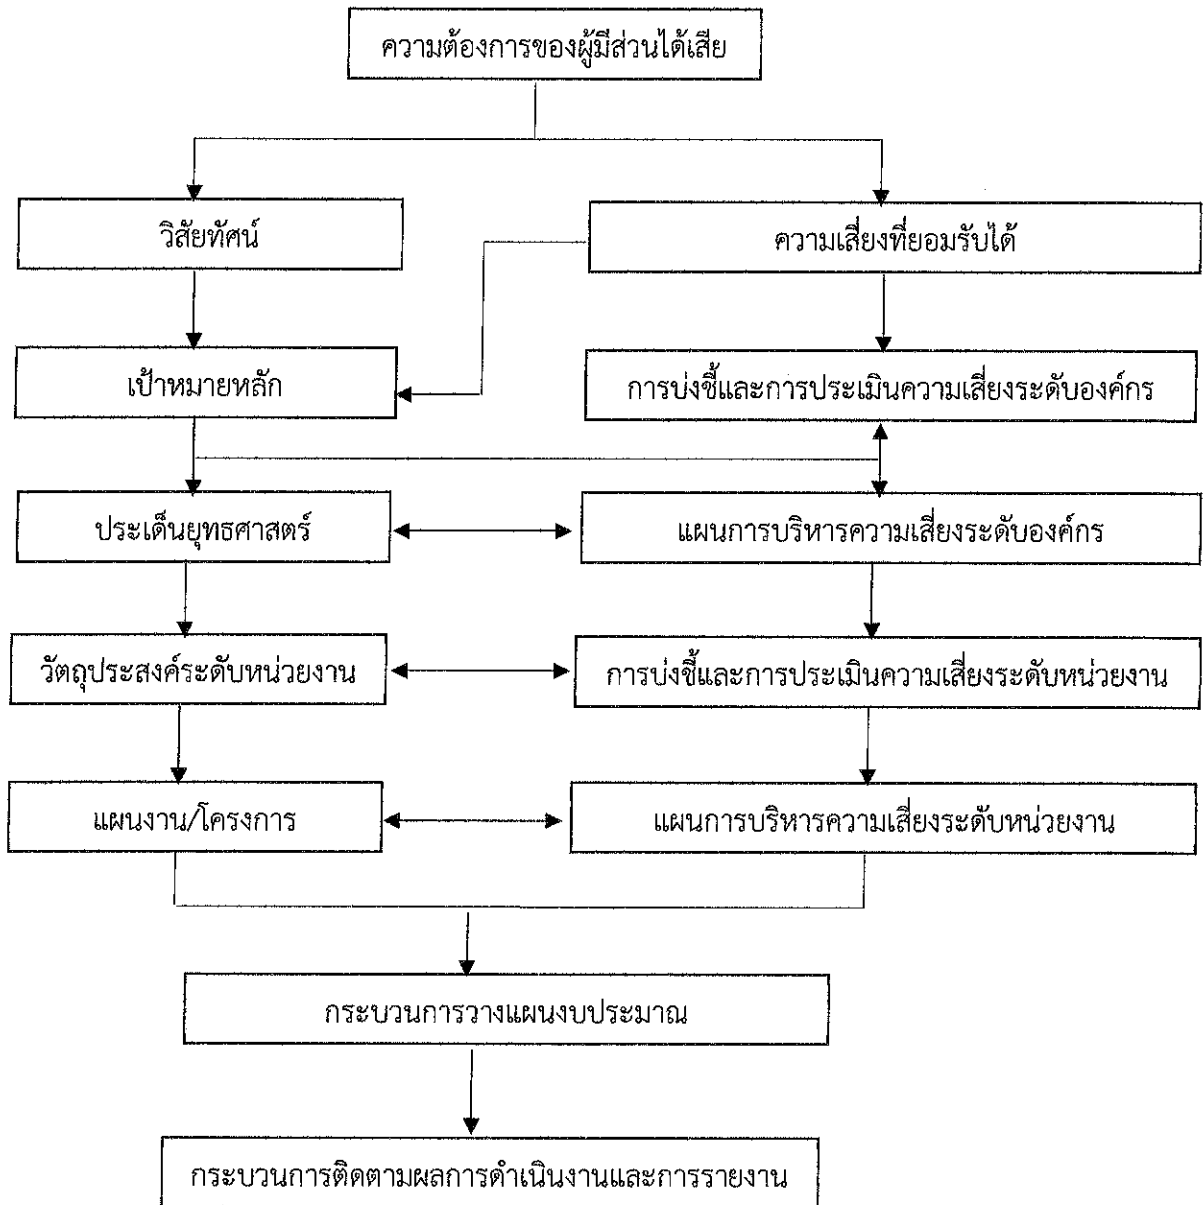 ความต้องการของผู้มีส่วนได้เสีย
วิสัยทัศน์
ความเสี่ยงที่ยอมรับได้
เป้าหมายหลัก
การบ่งชี้และการประเมินความเสี่ยงระดับองค์กร
ประเด็นยุทธศาสตร์
แผนการบริหารความเสี่ยงระดับองค์กร
วัตถุประสงค์ระดับหน่วยงาน
การบ่งชี้และการประเมินความเสี่ยงระดับหน่วยงาน
แผนงาน/โครงการ
แผนการบริหารความเสี่ยงระดับหน่วยงาน
กระบวนการวางแผนงบประมาณ
กระบวนการติดตามผลการดำเนินงานและการรายงาน